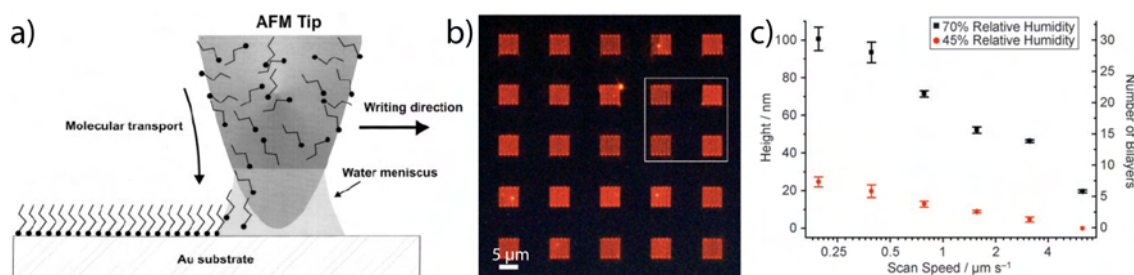 a)
AFM Tip
Molecular transport
Writing direction
Water meniscus
Au substrate
b)
5 μm
c)
70% Relative Humidity
45% Relative Humidity
Height / nm
100
80
60
40
20
0
Number of Bilayers
30
25
20
15
10
5
0
0.25
0.5
1
2
4
Scan Speed / μm s⁻¹